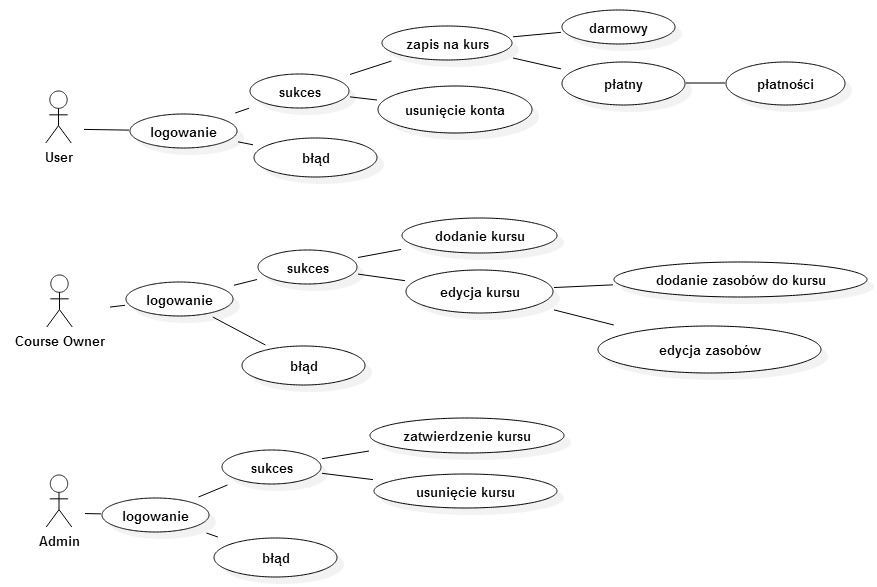 darmowy
zapis na kurs
płatny
płatności
sukces
usunięcie konta
logowanie
błąd
User
dodanie kursu
sukces
dodanie zasobów do kursu
edycja kursu
logowanie
Course Owner
edycja zasobów
błąd
zatwierdzenie kursu
sukces
usunięcie kursu
logowanie
Admin
błąd